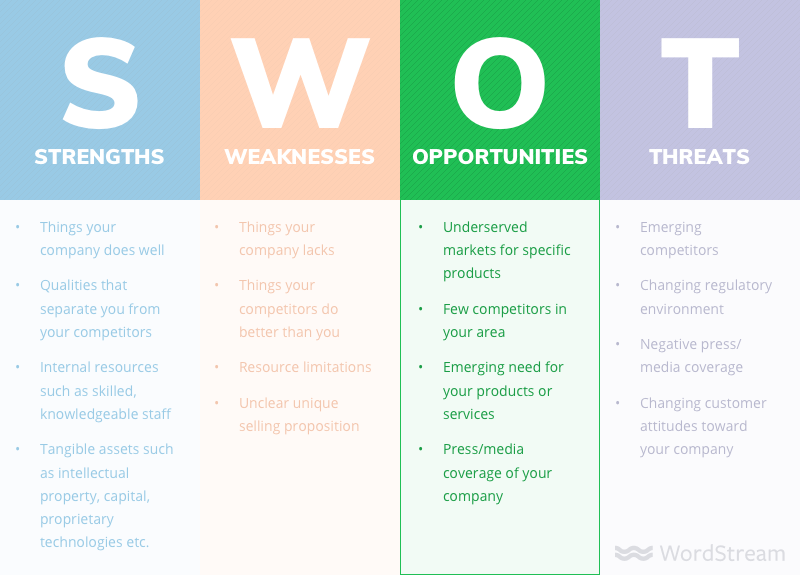 S
STRENGTHS
• Things your
company does well
• Qualities that
separate you from
your competitors
• Internal resources
such as skilled,
knowledgeable staff
• Tangible assets such
as intellectual
property, capital,
proprietary
technologies etc.
W
WEAKNESSES
• Things your
company lacks
• Things your
competitors do
better than you
• Resource limitations
• Unclear unique
selling proposition
O
OPPORTUNITIES
• Underserved
markets for specific
products
• Few competitors in
your area
• Emerging need for
your products or
services
• Press/media
coverage of your
company
T
THREATS
• Emerging
competitors
• Changing regulatory
environment
• Negative press/
media coverage
• Changing customer
attitudes toward
your company
WordStream